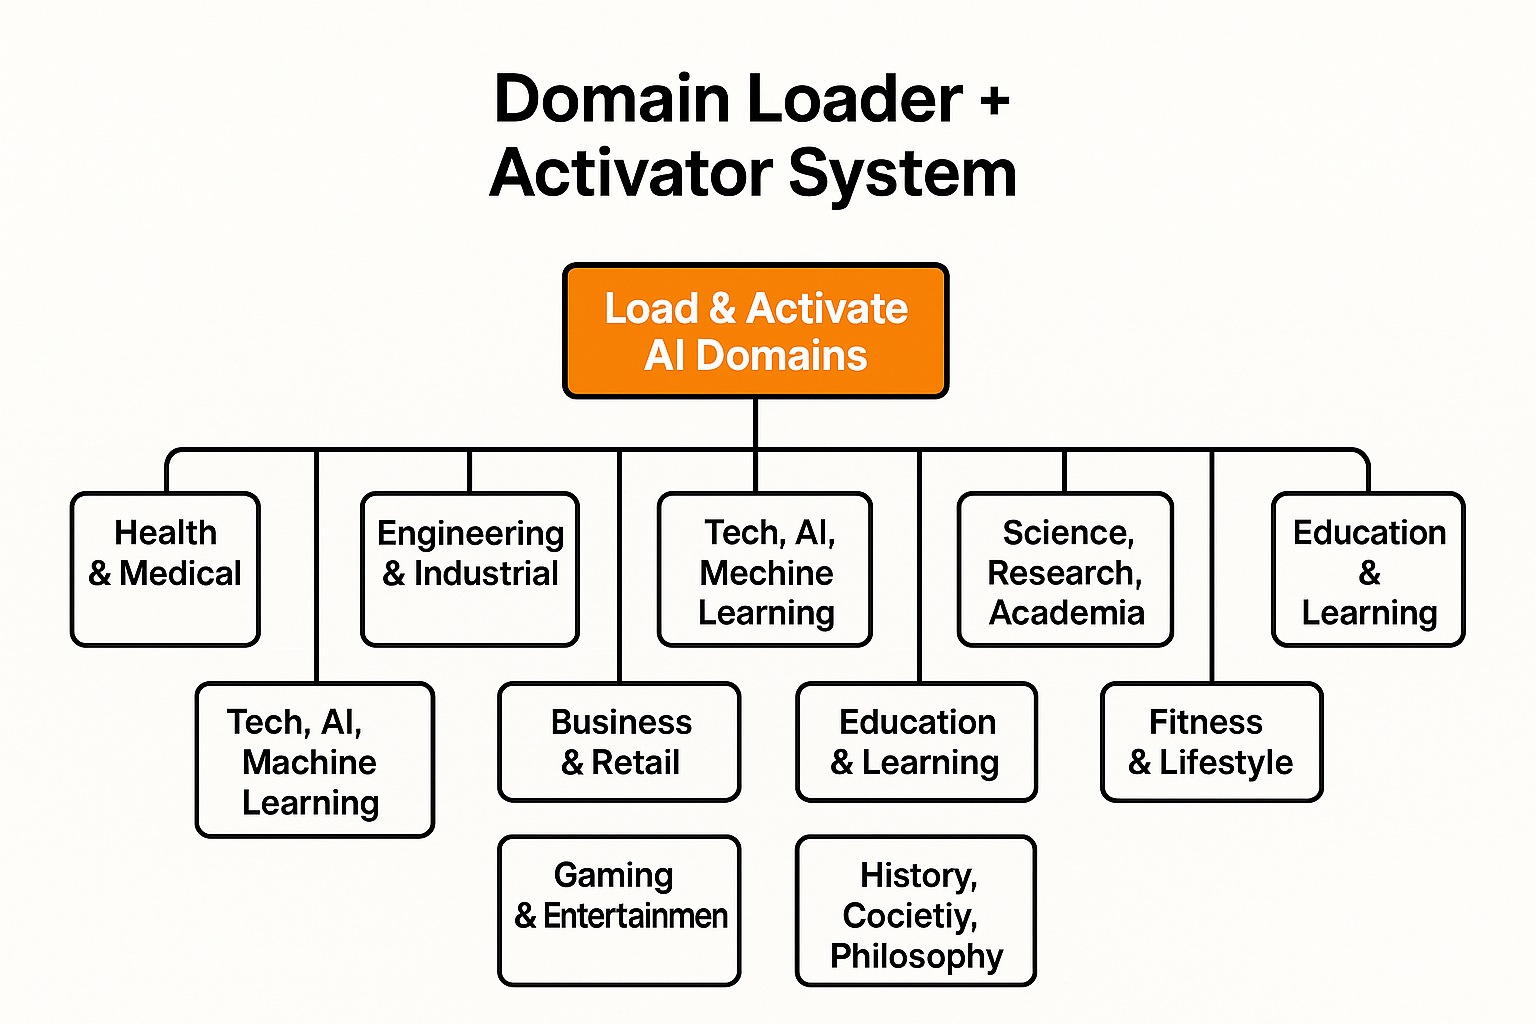 Domain Loader +
Activator System
Load & Activate
AI Domains
Health
& Medical
Engineering
& Industrial
Tech, AI,
Mechine
Learning
Science,
Research,
Academia
Education
&
Learning
Tech, AI,
Machine
Learning
Business
& Retail
Education
& Learning
Fitness
& Lifestyle
Gaming
& Entertainmen
History,
Cocietiy,
Philosophy